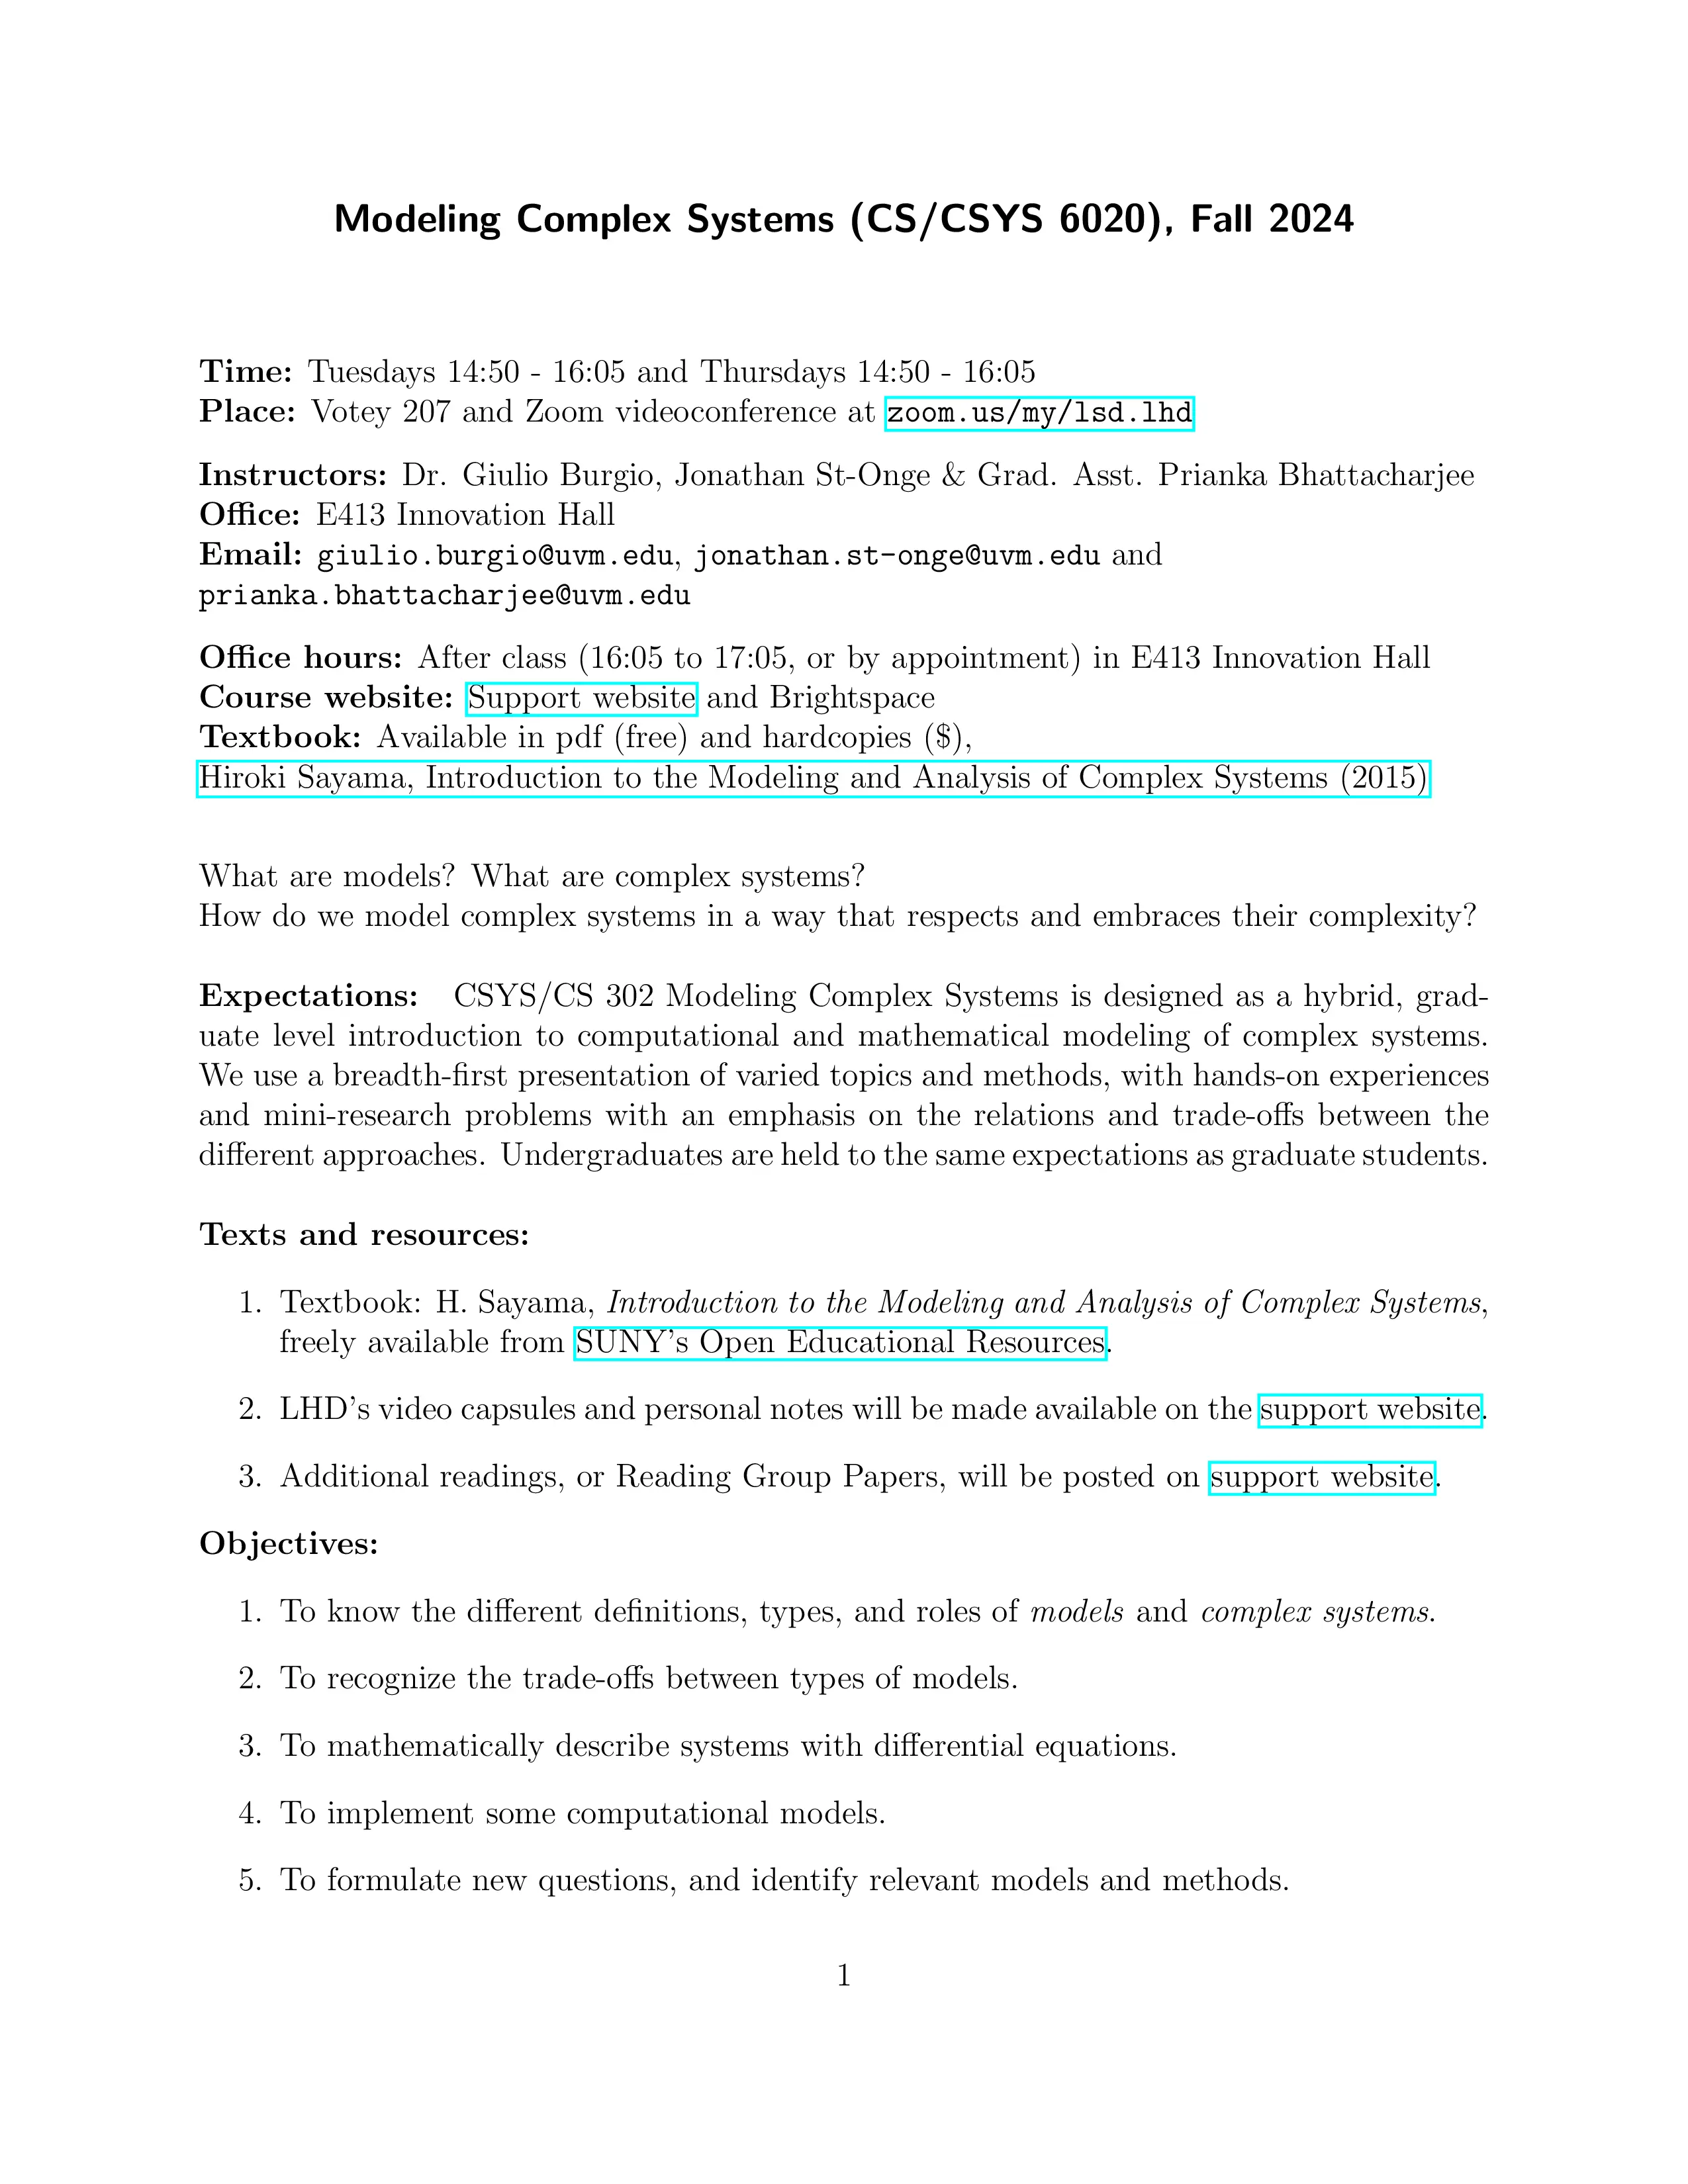 Modeling Complex Systems (CS/CSYS 6020), Fall 2024
Time: Tuesdays 14:50 - 16:05 and Thursdays 14:50 - 16:05
Place: Votey 207 and Zoom videoconference at zoom.us/my/lsd.lhd
Instructors: Dr. Giulio Burgio, Jonathan St-Onge & Grad. Asst. Prianka Bhattacharjee
Office: E413 Innovation Hall
Email: giulio.burgio@uvm.edu, jonathan.st-onge@uvm.edu and
prianka.bhattacharjee@uvm.edu
Office hours: After class (16:05 to 17:05, or by appointment) in E413 Innovation Hall
Course website: Support website and Brightspace
Textbook: Available in pdf (free) and hardcopies ($),
Hiroki Sayama, Introduction to the Modeling and Analysis of Complex Systems (2015)
What are models? What are complex systems?
How do we model complex systems in a way that respects and embraces their complexity?
Expectations: CSYS/CS 302 Modeling Complex Systems is designed as a hybrid, grad-
uate level introduction to computational and mathematical modeling of complex systems.
We use a breadth-first presentation of varied topics and methods, with hands-on experiences
and mini-research problems with an emphasis on the relations and trade-offs between the
different approaches. Undergraduates are held to the same expectations as graduate students.
Texts and resources:
1. Textbook: H. Sayama, Introduction to the Modeling and Analysis of Complex Systems,
freely available from SUNY's Open Educational Resources.
2. LHD's video capsules and personal notes will be made available on the support website.
3. Additional readings, or Reading Group Papers, will be posted on support website.
Objectives:
1. To know the different definitions, types, and roles of models and complex systems.
2. To recognize the trade-offs between types of models.
3. To mathematically describe systems with differential equations.
4. To implement some computational models.
5. To formulate new questions, and identify relevant models and methods.
1